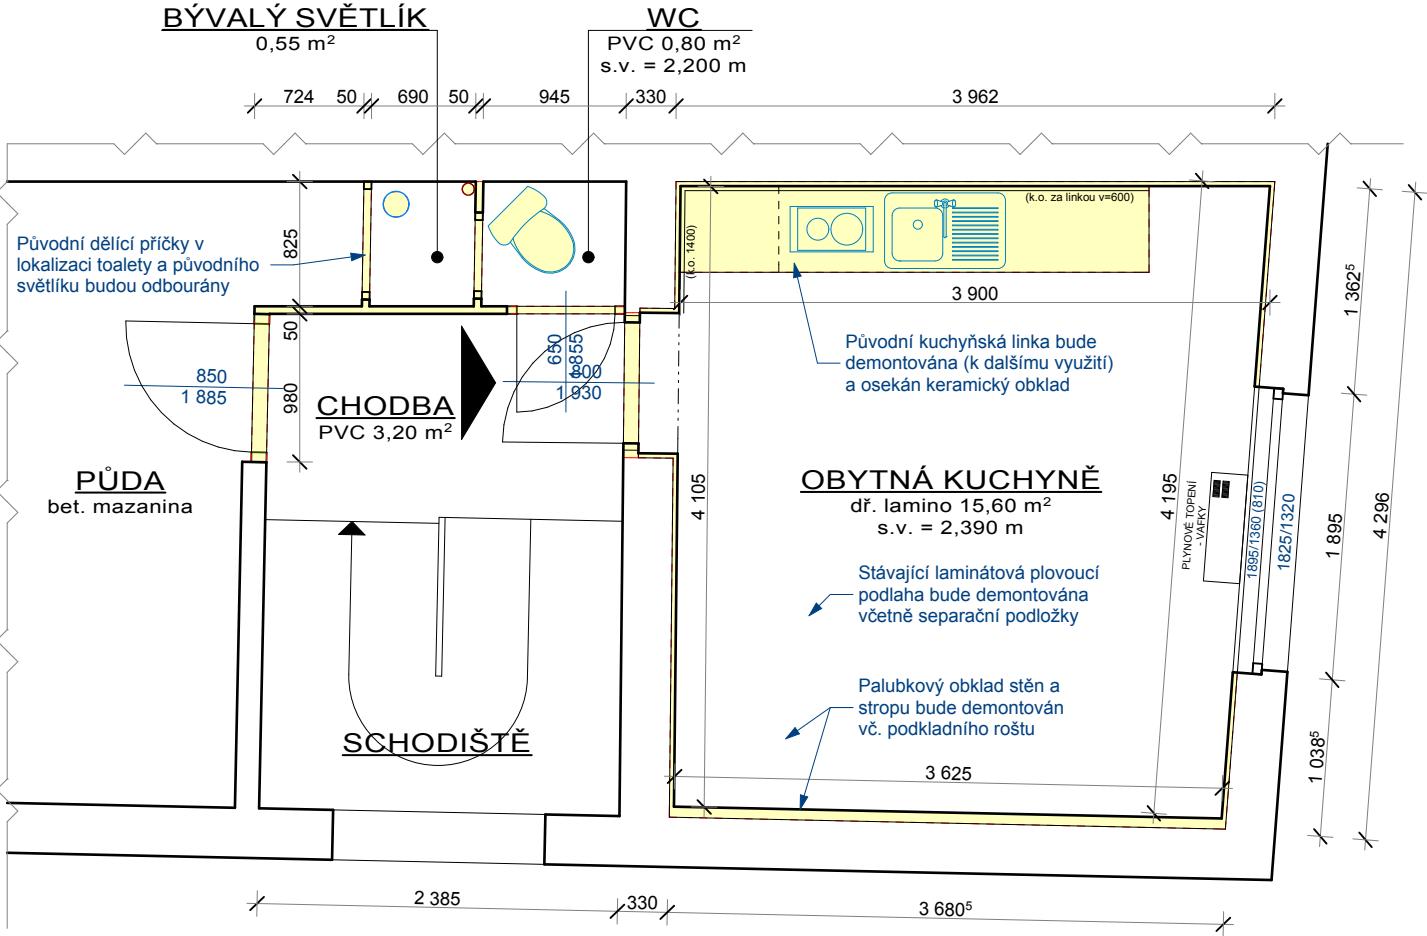 BÝVALÝ SVĚTLÍK
0,55 m²
WC
PVC 0,80 m²
s.v. = 2,200 m
724 50 690 50 945 330 3 962
(k.o. za linkou v=600)
(k.o. 1400)
Původní dělící příčky v
lokalizaci toalety a původního
světlíku budou odbourány
825
50
980
3 900
1 362⁵
650
1 855
800
1 930
850
1 885
Původní kuchyňská linka bude
demontována (k dalšímu využití)
a osekán keramický obklad
CHODBA
PVC 3,20 m²
PŮDA
bet. mazanina
OBYTNÁ KUCHYNĚ
dř. lamino 15,60 m²
s.v. = 2,390 m
4 105
4 195
PLYNOVÉ TOPENÍ
- VAFKY
1895/1360 (810)
1825/1320
1 895
4 296
Stávající laminátová plovoucí
podlaha bude demontována
včetně separační podložky
Palubkový obklad stěn a
stropu bude demontován
vč. podkladního roštu
SCHODIŠTĚ
3 625
1 038⁵
2 385 330 3 680⁵